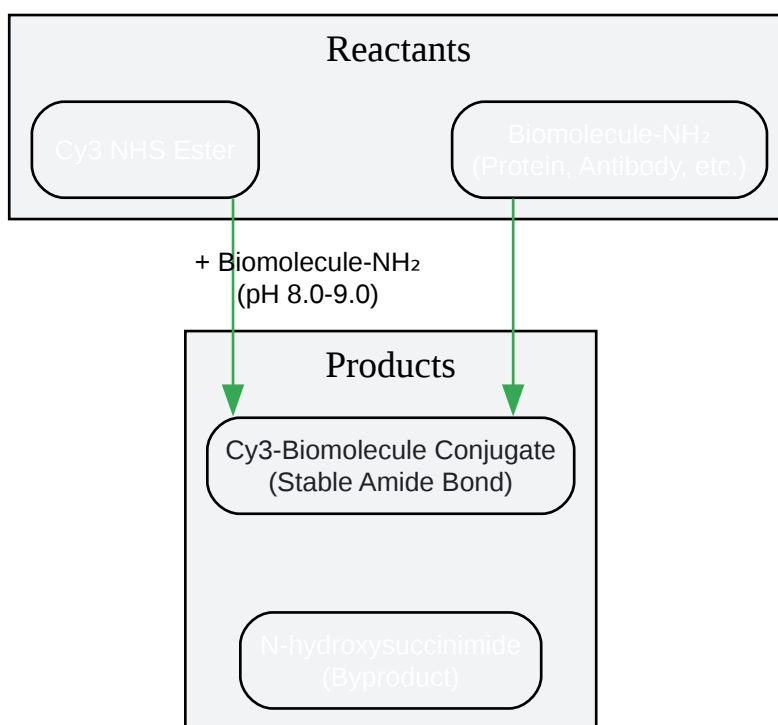 Reactants
Cy3 NHS Ester
Biomolecule-NH₂
(Protein, Antibody, etc.)
+ Biomolecule-NH₂
(pH 8.0-9.0)
Products
Cy3-Biomolecule Conjugate
(Stable Amide Bond)
N-hydroxysuccinimide
(Byproduct)